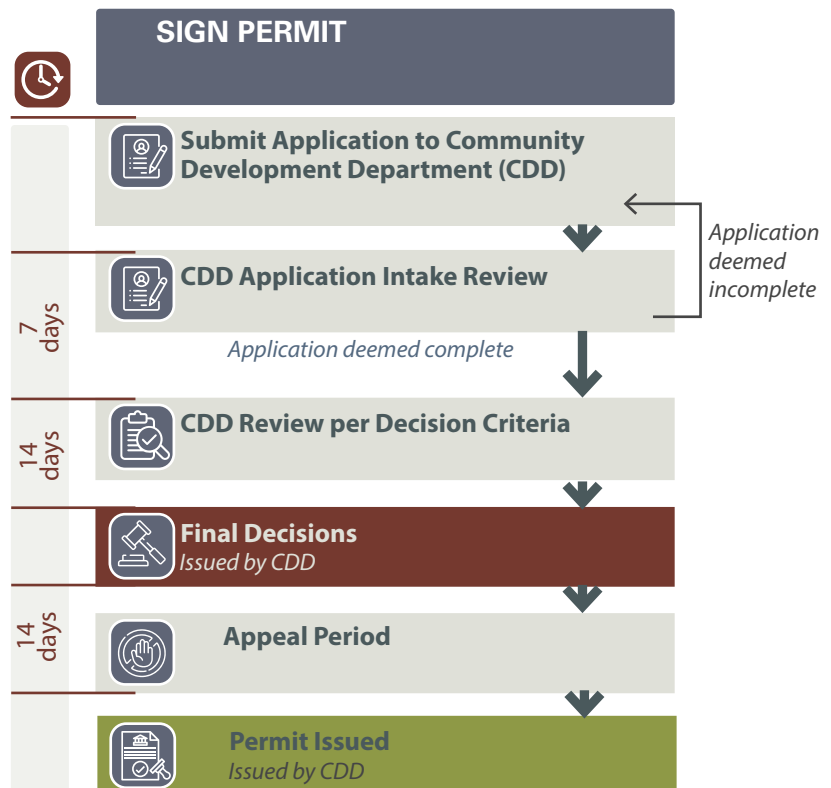 SIGN PERMIT
Submit Application to Community
Development Department (CDD)
Application
deemed
incomplete
CDD Application Intake Review
7
days
Application deemed complete
CDD Review per Decision Criteria
14
days
Final Decisions
Issued by CDD
Appeal Period
14
days
Permit Issued
Issued by CDD